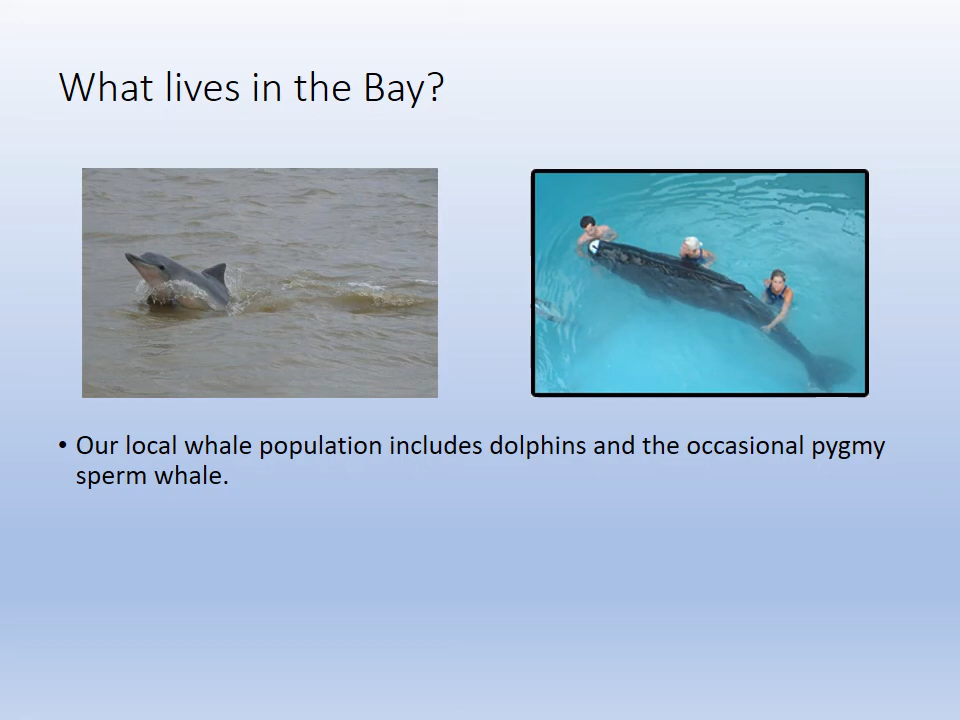 What lives in the Bay?
• Our local whale population includes dolphins and the occasional pygmy
sperm whale.